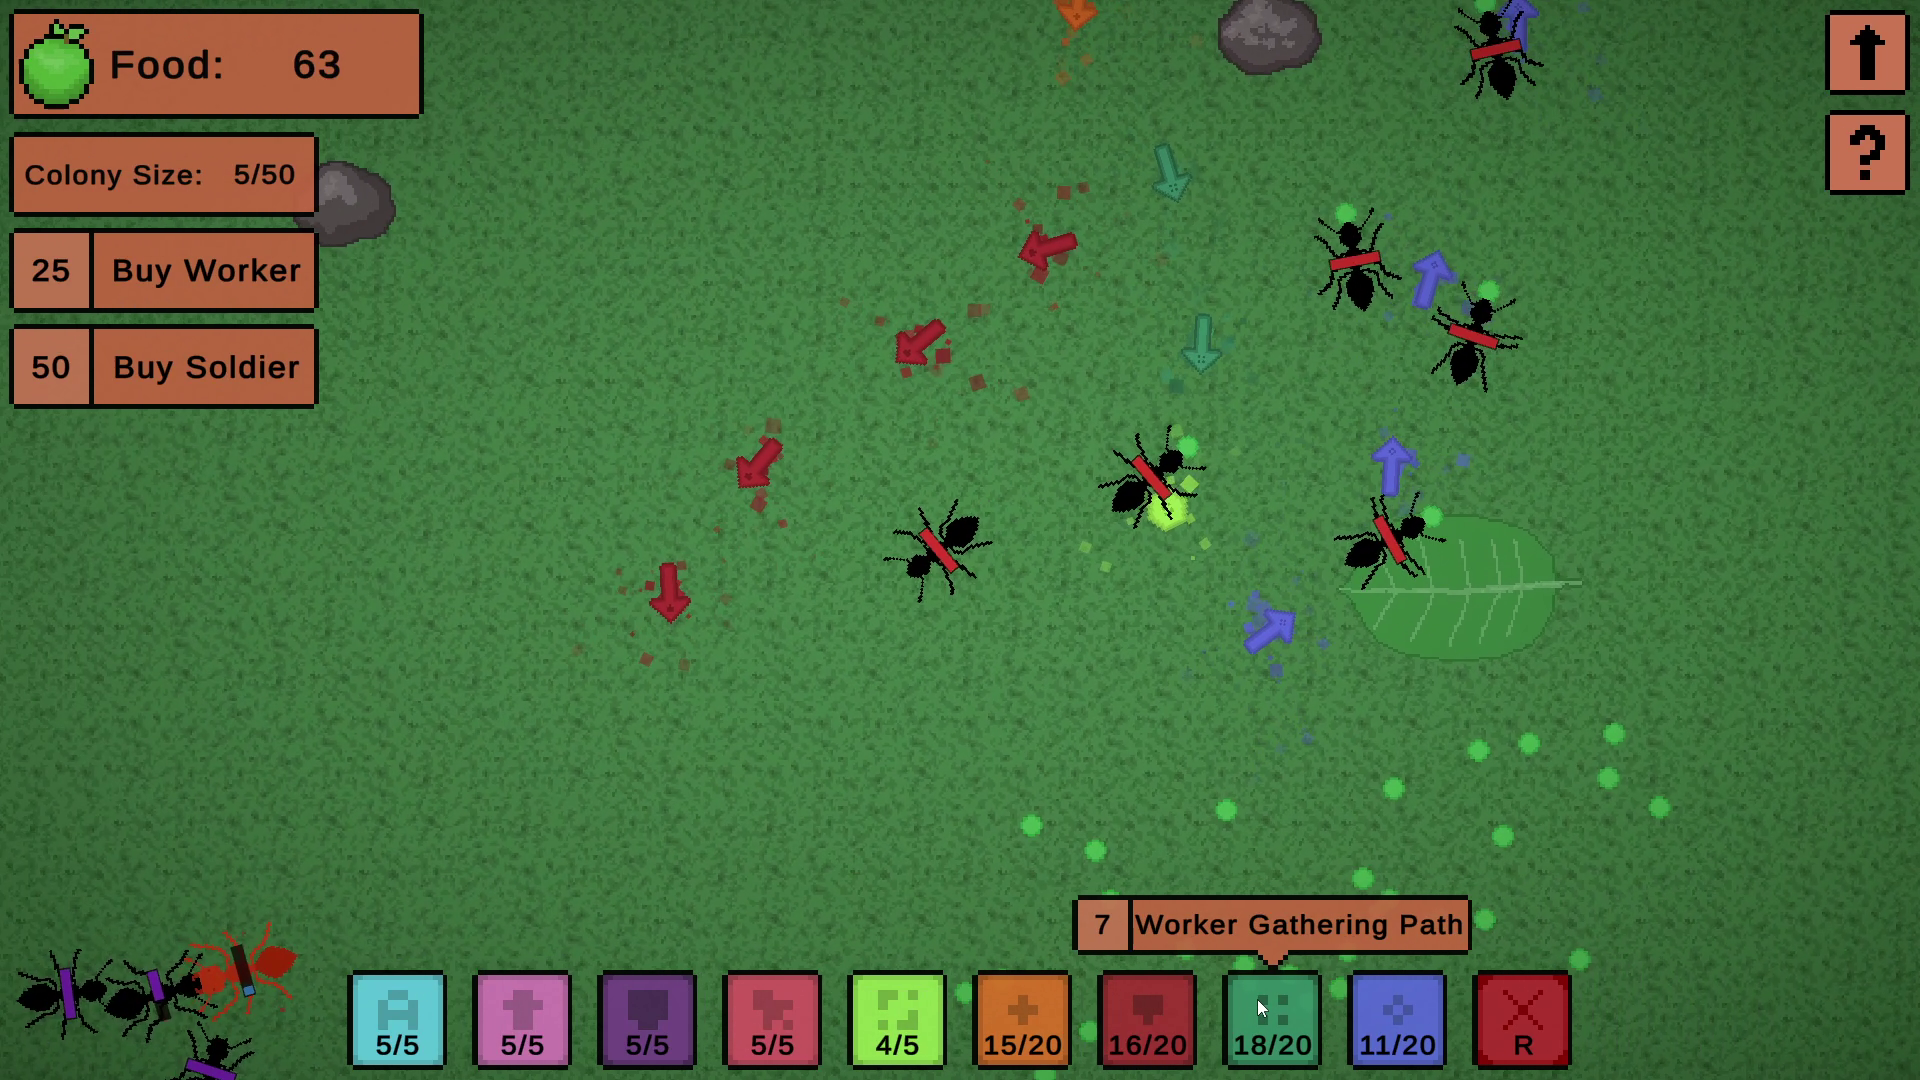 Food: 63
Colony Size: 5/50
25 Buy Worker
50 Buy Soldier
?
7 Worker Gathering Path
5/5 5/5 5/5 5/5 4/5 15/20 16/20 18/20 11/20 R